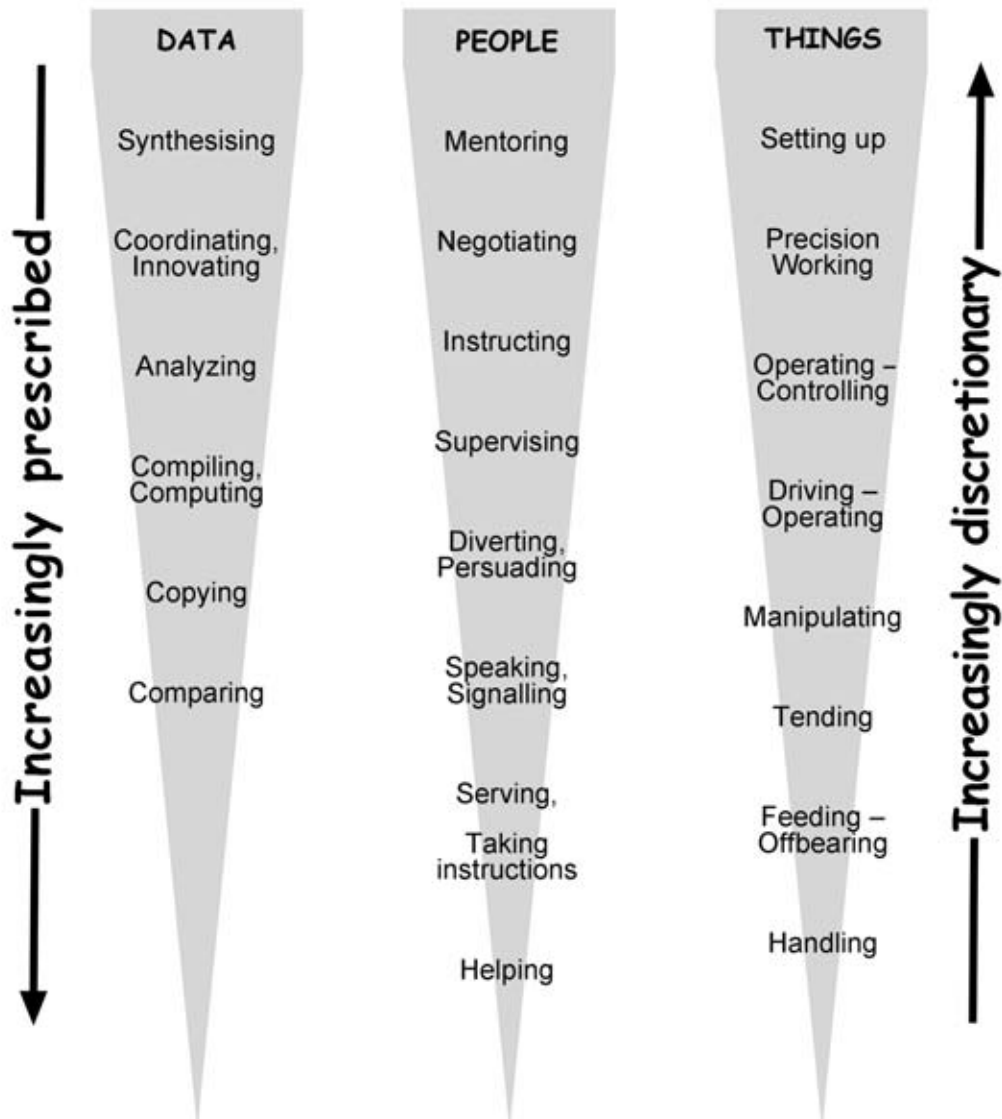 Increasingly prescribed
DATA
Synthesising
Coordinating,
Innovating
Analyzing
Compiling,
Computing
Copying
Comparing
PEOPLE
Mentoring
Negotiating
Instructing
Supervising
Diverting,
Persuading
Speaking,
Signalling
Serving,
Taking
instructions
Helping
THINGS
Setting up
Precision
Working
Operating –
Controlling
Driving –
Operating
Manipulating
Tending
Feeding –
Offbearing
Handling
Increasingly discretionary